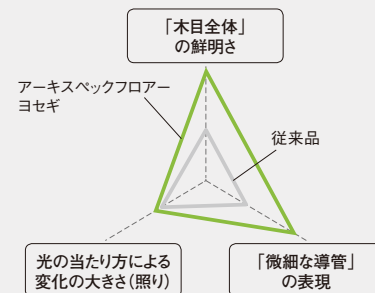 「木目全体」
の鮮明さ
アーキスペックフロアー
ヨセギ
従来品
光の当たり方による
変化の大きさ(照り)
「微細な導管」
の表現